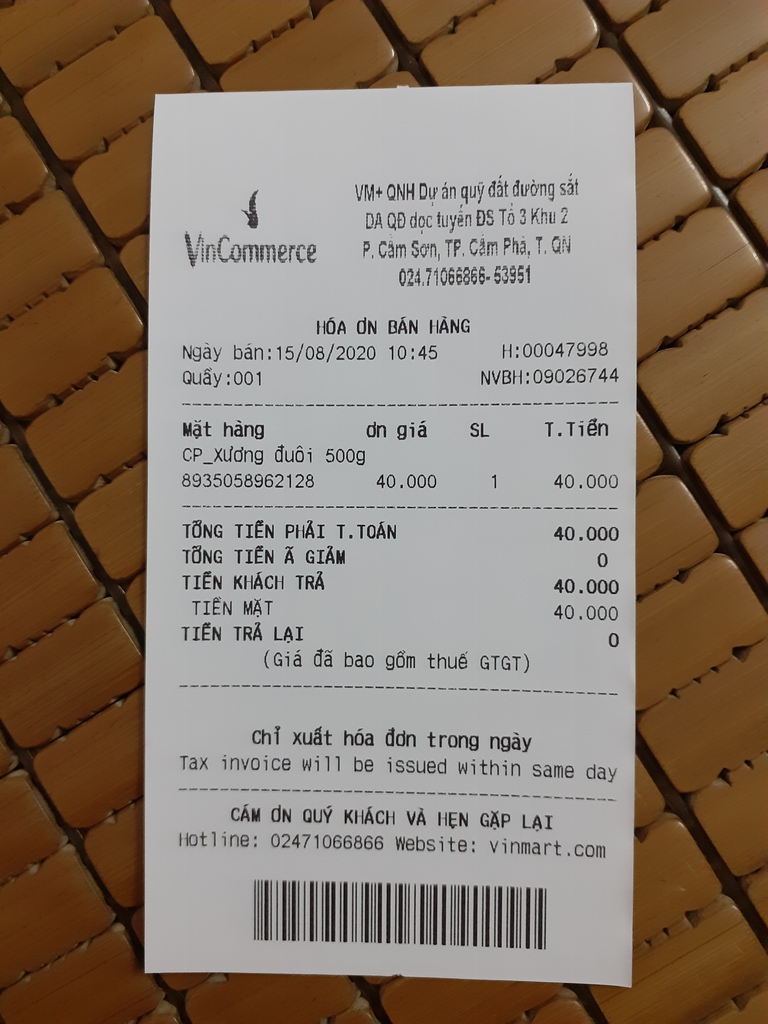 VinCommerce
VM+ QNH Dự án quỹ đất đường sắt
DA QĐ dọc tuyến ĐS Tổ 3 Khu 2
P. Cẩm Sơn, TP. Cẩm Phả, T. QN
024.71066866-53951
HÓA ƠN BÁN HÀNG
Ngày bán:15/08/2020 10:45 H:00047998
Quầy:001 NVBH:09026744
Mặt hàng ơn giá SL T.Tiền
CP_Xương đuôi 500g
8935058962128 40.000 1 40.000
TỔNG TIỀN PHẢI T.TOÁN 40.000
TỔNG TIỀN Ã GIẢM 0
TIỀN KHÁCH TRẢ 40.000
TIỀN MẶT 40.000
TIỀN TRẢ LẠI 0
(Giá đã bao gồm thuế GTGT)
Chỉ xuất hóa đơn trong ngày
Tax invoice will be issued within same day
CÁM ƠN QUÝ KHÁCH VÀ HẸN GẶP LẠI
Hotline: 02471066866 Website: vinmart.com